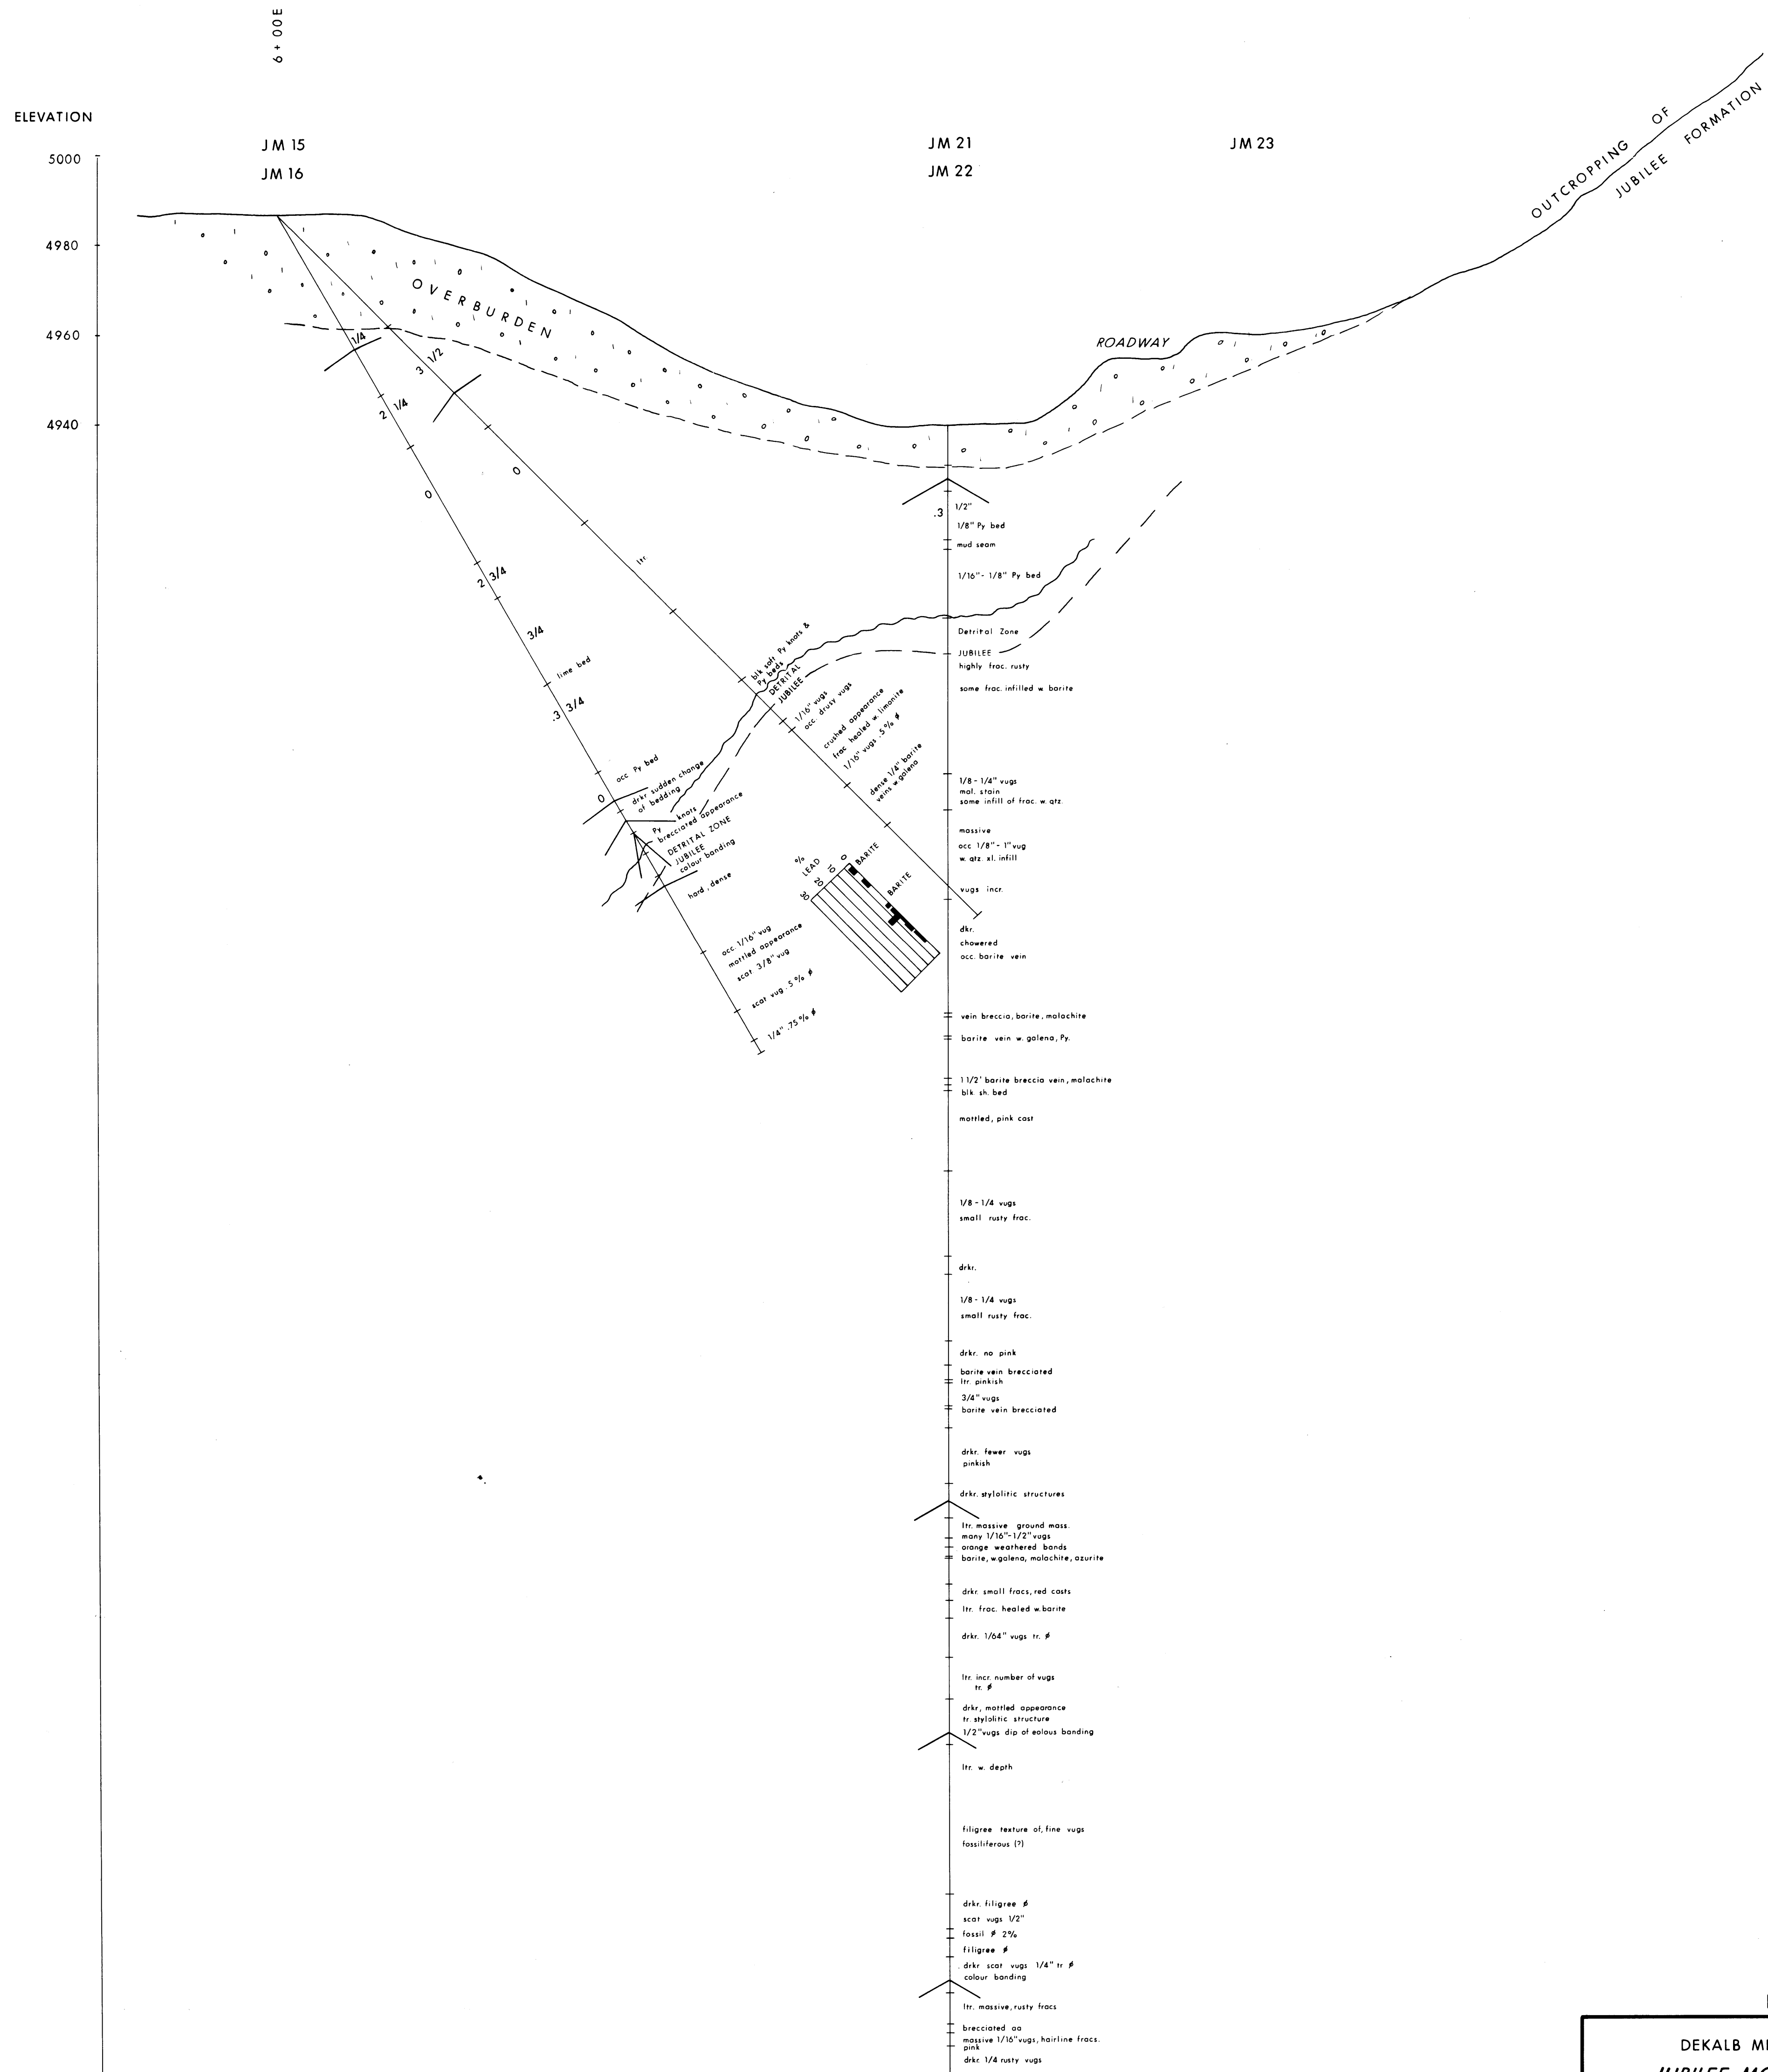 6+00E
ELEVATION
JM 15
JM 16
JM 21
JM 22
JM 23
OUTCROPPING OF
JUBILEE FORMATION
5000
4980
4960
4940
OVERBURDEN
ROADWAY
1/4
2 1/4
0
2 3/4
3/4
lime bed
.3 3/4
occ Py bed
0
drkr sudden change
of bedding
Py knots
brecciated appearance
DETRITAL ZONE
JUBILEE
colour banding
hard, dense
occ. 1/16" vug
mottled appearance
scat 3/8" vug
scat vug .5% ø
1/4" .75% ø
3 1/2
0
ltr.
blk soft Py knots &
Py beds
DETRITAL
JUBILEE
1/16" vugs
occ. drusy vugs
crushed appearance
frac healed w. limonite
1/16" vugs .5% ø
dense 1/4" barite
veins w galena
% LEAD
0
10
20
30
BARITE
BARITE
.3
1/2"
1/8" Py bed
mud seam
1/16"- 1/8" Py bed
Detrital Zone
JUBILEE
highly frac. rusty
some frac. infilled w barite
1/8 - 1/4" vugs
mal. stain
some infill of frac. w. qtz.
massive
occ 1/8" - 1" vug
w. qtz. xl. infill
vugs incr.
dkr.
chowered
occ. barite vein
vein breccia, barite, malachite
barite vein w. galena, Py.
1 1/2' barite breccia vein, malachite
blk. sh. bed
mottled, pink cast
1/8 - 1/4 vugs
small rusty frac.
drkr.
1/8 - 1/4 vugs
small rusty frac.
drkr. no pink
barite vein brecciated
ltr. pinkish
3/4" vugs
barite vein brecciated
drkr. fewer vugs
pinkish
drkr. stylolitic structures
ltr. massive ground mass.
many 1/16"-1/2" vugs
orange weathered bands
barite, w.galena, malachite, azurite
drkr. small fracs, red casts
ltr. frac. healed w.barite
drkr. 1/64" vugs tr. ø
ltr. incr. number of vugs
tr. ø
drkr, mottled appearance
tr. stylolitic structure
1/2" vugs dip of eolous banding
ltr. w. depth
filigree texture of, fine vugs
fossiliferous (?)
drkr. filigree ø
scat vugs 1/2"
fossil ø 2%
filigree ø
drkr scat vugs 1/4" tr ø
colour banding
ltr. massive, rusty fracs
brecciated aa
massive 1/16" vugs, hairline fracs.
pink
drkr. 1/4 rusty vugs
DEKALB